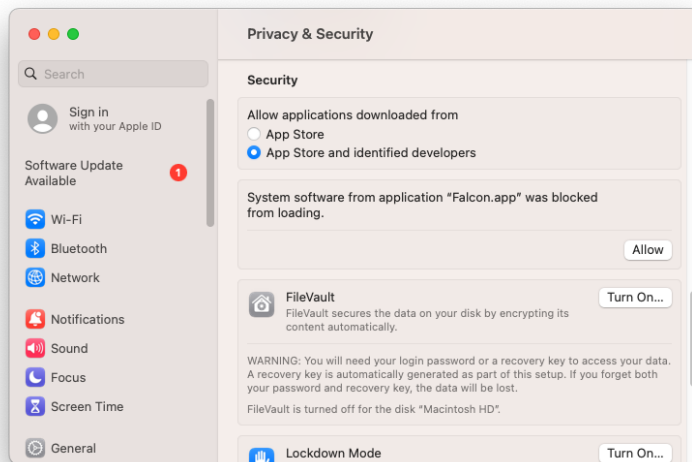 Privacy & Security
Search
Sign in
with your Apple ID
Software Update
Available
1
Wi-Fi
Bluetooth
Network
Notifications
Sound
Focus
Screen Time
General
Security
Allow applications downloaded from
App Store
App Store and identified developers
System software from application “Falcon.app” was blocked
from loading.
Allow
FileVault
Turn On...
FileVault secures the data on your disk by encrypting its
content automatically.
WARNING: You will need your login password or a recovery key to access your data.
A recovery key is automatically generated as part of this setup. If you forget both
your password and recovery key, the data will be lost.
FileVault is turned off for the disk “Macintosh HD”.
Lockdown Mode
Turn On...